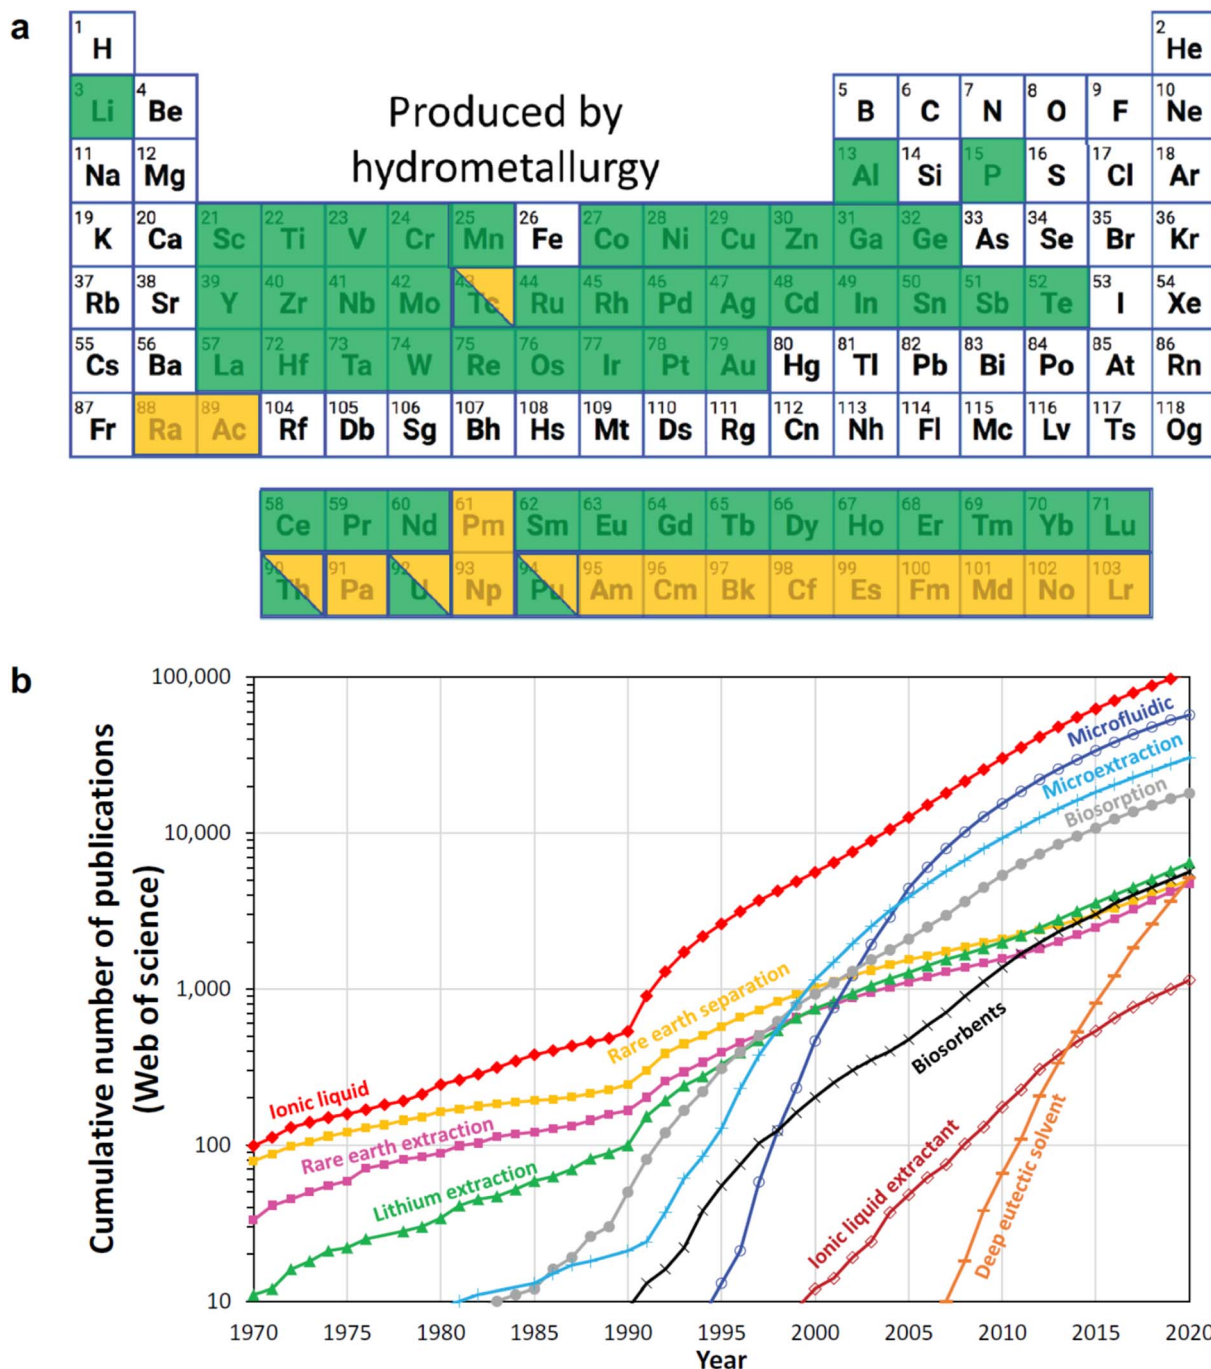 a
1 2
H He
3 4 5 6 7 8 9 10
Li Be B C N O F Ne
Produced by
hydrometallurgy
11 12 13 14 15 16 17 18
Na Mg Al Si P S Cl Ar
19 20 21 22 23 24 25 26 27 28 29 30 31 32 33 34 35 36
K Ca Sc Ti V Cr Mn Fe Co Ni Cu Zn Ga Ge As Se Br Kr
37 38 39 40 41 42 43 44 45 46 47 48 49 50 51 52 53 54
Rb Sr Y Zr Nb Mo Tc Ru Rh Pd Ag Cd In Sn Sb Te I Xe
55 56 57 72 73 74 75 76 77 78 79 80 81 82 83 84 85 86
Cs Ba La Hf Ta W Re Os Ir Pt Au Hg Tl Pb Bi Po At Rn
87 88 89 104 105 106 107 108 109 110 111 112 113 114 115 116 117 118
Fr Ra Ac Rf Db Sg Bh Hs Mt Ds Rg Cn Nh Fl Mc Lv Ts Og
58 59 60 61 62 63 64 65 66 67 68 69 70 71
Ce Pr Nd Pm Sm Eu Gd Tb Dy Ho Er Tm Yb Lu
90 91 92 93 94 95 96 97 98 99 100 101 102 103
Th Pa U Np Pu Am Cm Bk Cf Es Fm Md No Lr
b
Cumulative number of publications
(Web of science)
100,000
10,000
1,000
100
10
Microfluidic
Microextraction
Biosorption
Rare earth separation
Ionic liquid
Rare earth extraction
Lithium extraction
Biosorbents
Ionic liquid extractant
Deep eutectic solvent
1970 1975 1980 1985 1990 1995 2000 2005 2010 2015 2020
Year